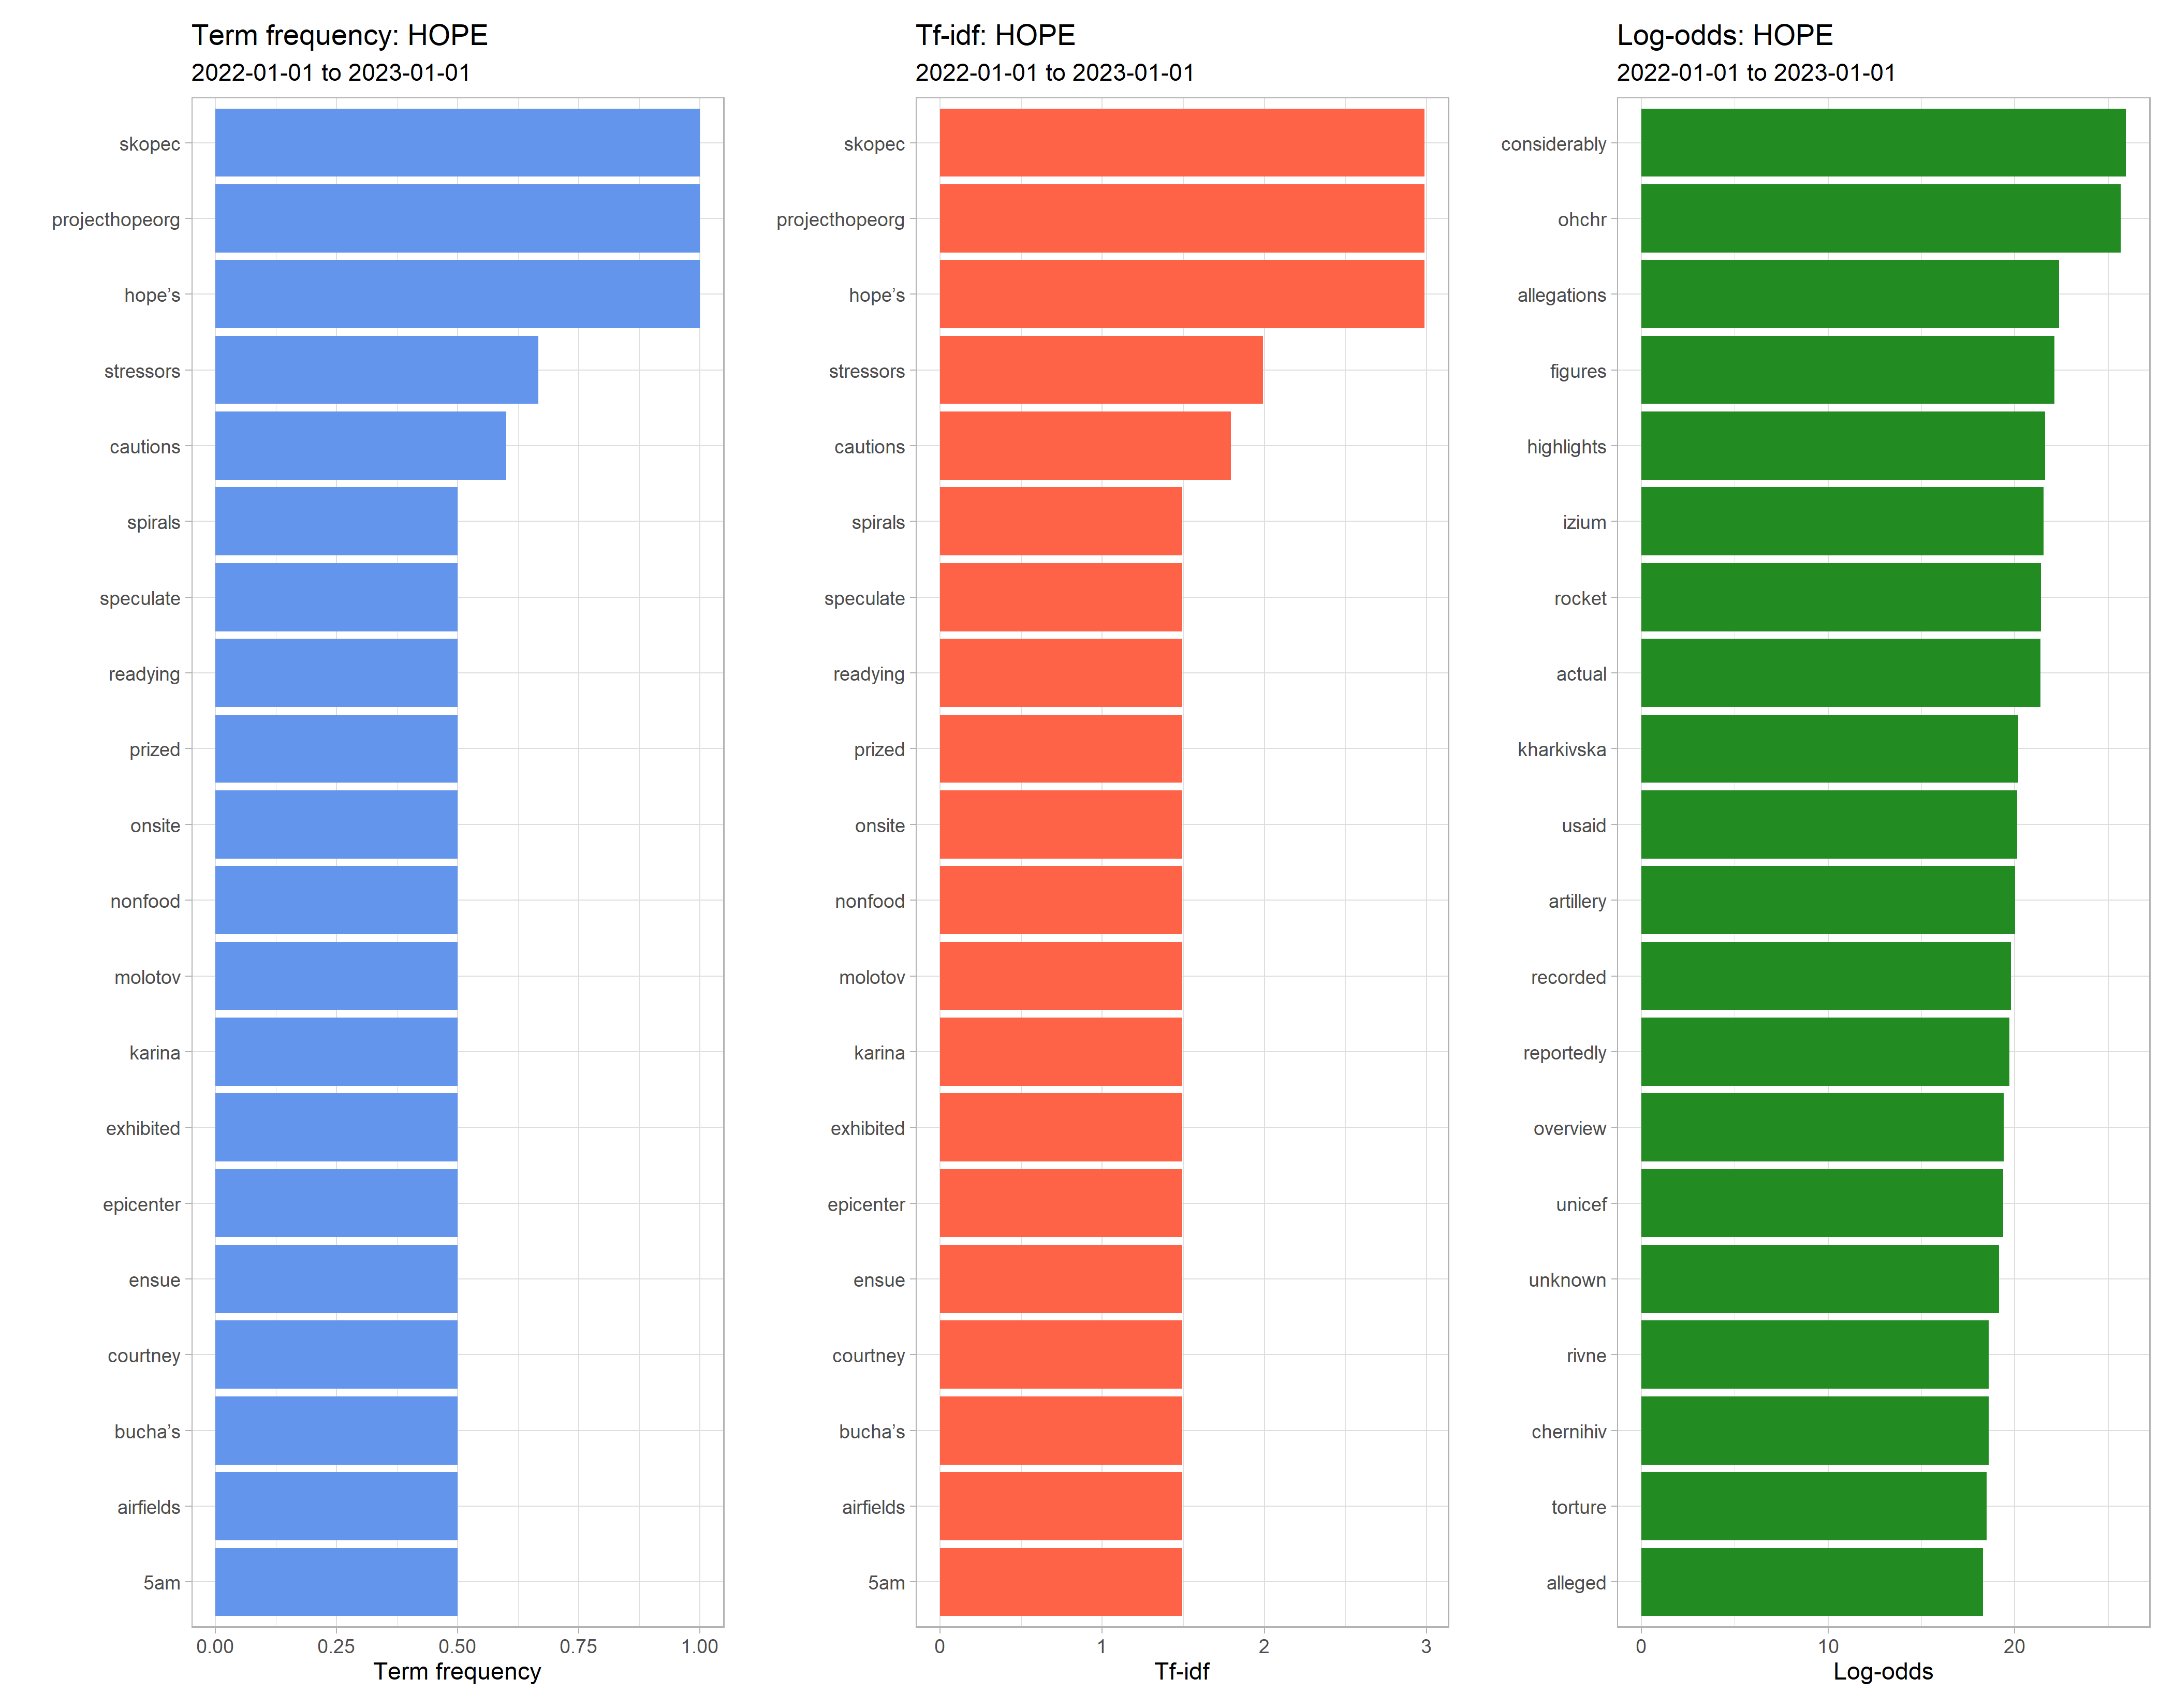 Term frequency: HOPE
2022-01-01 to 2023-01-01
skopec
projecthopeorg
hope’s
stressors
cautions
spirals
speculate
readying
prized
onsite
nonfood
molotov
karina
exhibited
epicenter
ensue
courtney
bucha’s
airfields
5am
0.00 0.25 0.50 0.75 1.00
Term frequency
Tf-idf: HOPE
2022-01-01 to 2023-01-01
skopec
projecthopeorg
hope’s
stressors
cautions
spirals
speculate
readying
prized
onsite
nonfood
molotov
karina
exhibited
epicenter
ensue
courtney
bucha’s
airfields
5am
0 1 2 3
Tf-idf
Log-odds: HOPE
2022-01-01 to 2023-01-01
considerably
ohchr
allegations
figures
highlights
izium
rocket
actual
kharkivska
usaid
artillery
recorded
reportedly
overview
unicef
unknown
rivne
chernihiv
torture
alleged
0 10 20
Log-odds